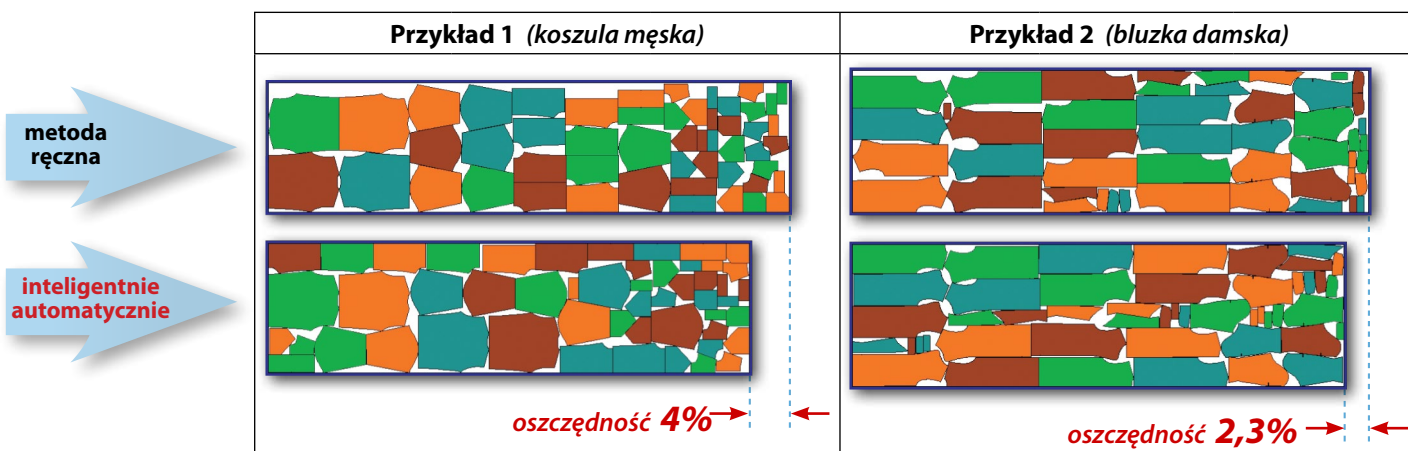 Przykład 1 (koszula męska)
Przykład 2 (bluzka damska)
metoda
ręczna
inteligentnie
automatycznie
oszczędność 4%
oszczędność 2,3%